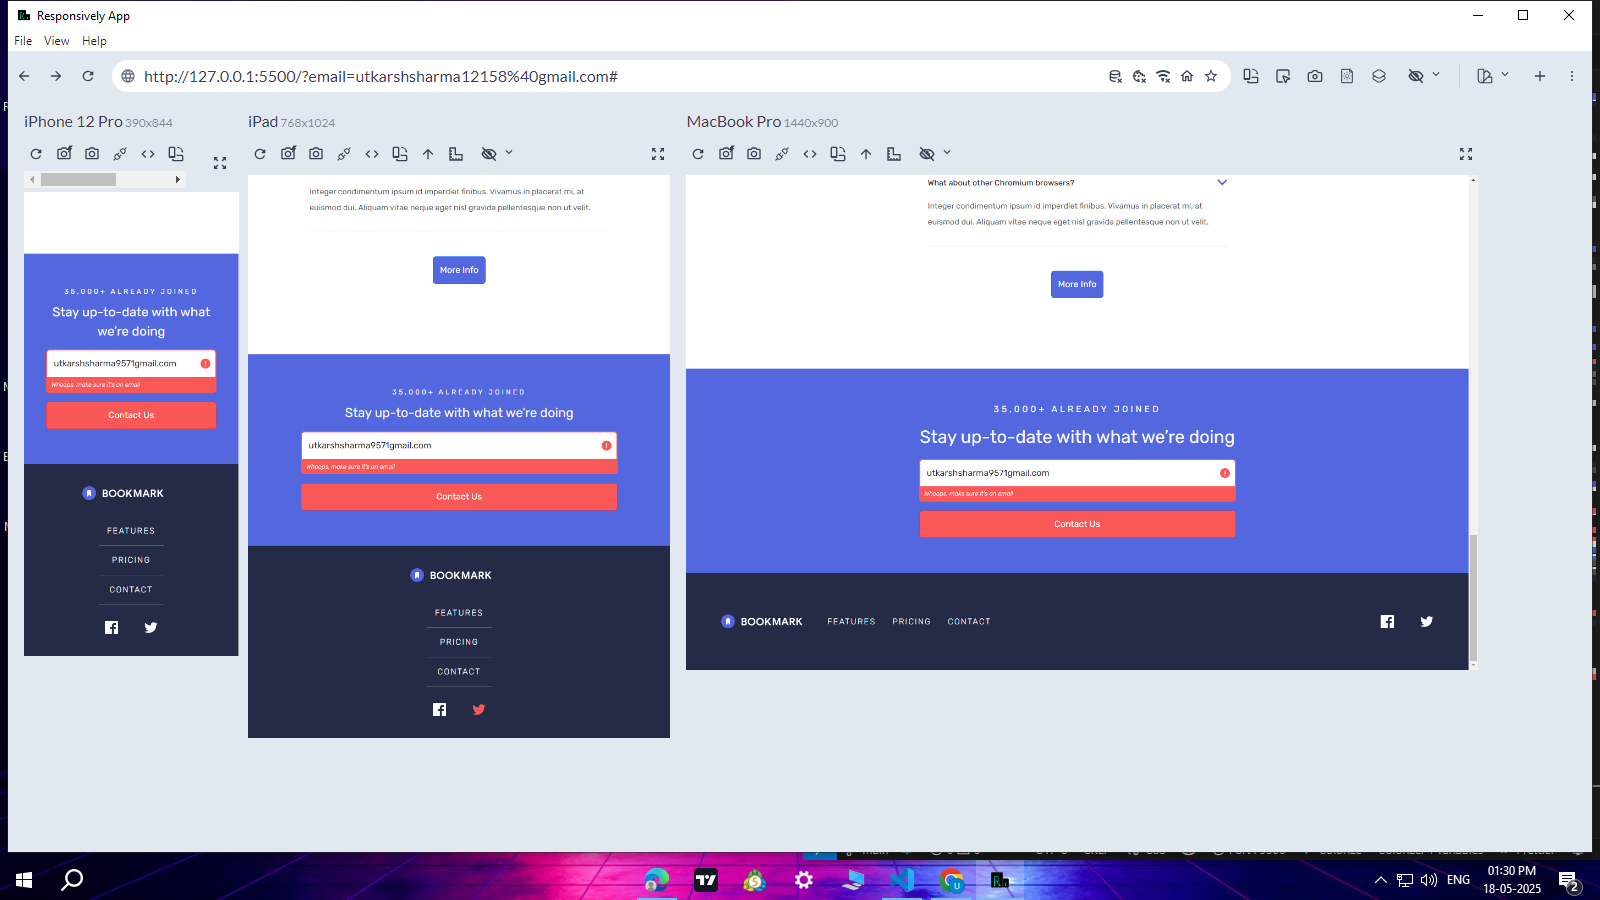 Responsively App
File View Help
http://127.0.0.1:5500/?email=utkarshsharma12158%40gmail.com#
iPhone 12 Pro 390x844
35,000+ ALREADY JOINED
Stay up-to-date with what
we're doing
utkarshsharma9571gmail.com
Whoops, make sure it's an email
Contact Us
BOOKMARK
FEATURES
PRICING
CONTACT
iPad 768x1024
Integer condimentum ipsum id imperdiet finibus. Vivamus in placerat mi, at
euismod dui. Aliquam vitae neque eget nisl gravida pellentesque non ut velit.
More Info
35,000+ ALREADY JOINED
Stay up-to-date with what we're doing
utkarshsharma9571gmail.com
Whoops, make sure it's an email
Contact Us
BOOKMARK
FEATURES
PRICING
CONTACT
MacBook Pro 1440x900
What about other Chromium browsers?
Integer condimentum ipsum id imperdiet finibus. Vivamus in placerat mi, at
euismod dui. Aliquam vitae neque eget nisl gravida pellentesque non ut velit.
More Info
35,000+ ALREADY JOINED
Stay up-to-date with what we're doing
utkarshsharma9571gmail.com
Whoops, make sure it's an email
Contact Us
BOOKMARK FEATURES PRICING CONTACT
ENG
01:30 PM
18-05-2025
2